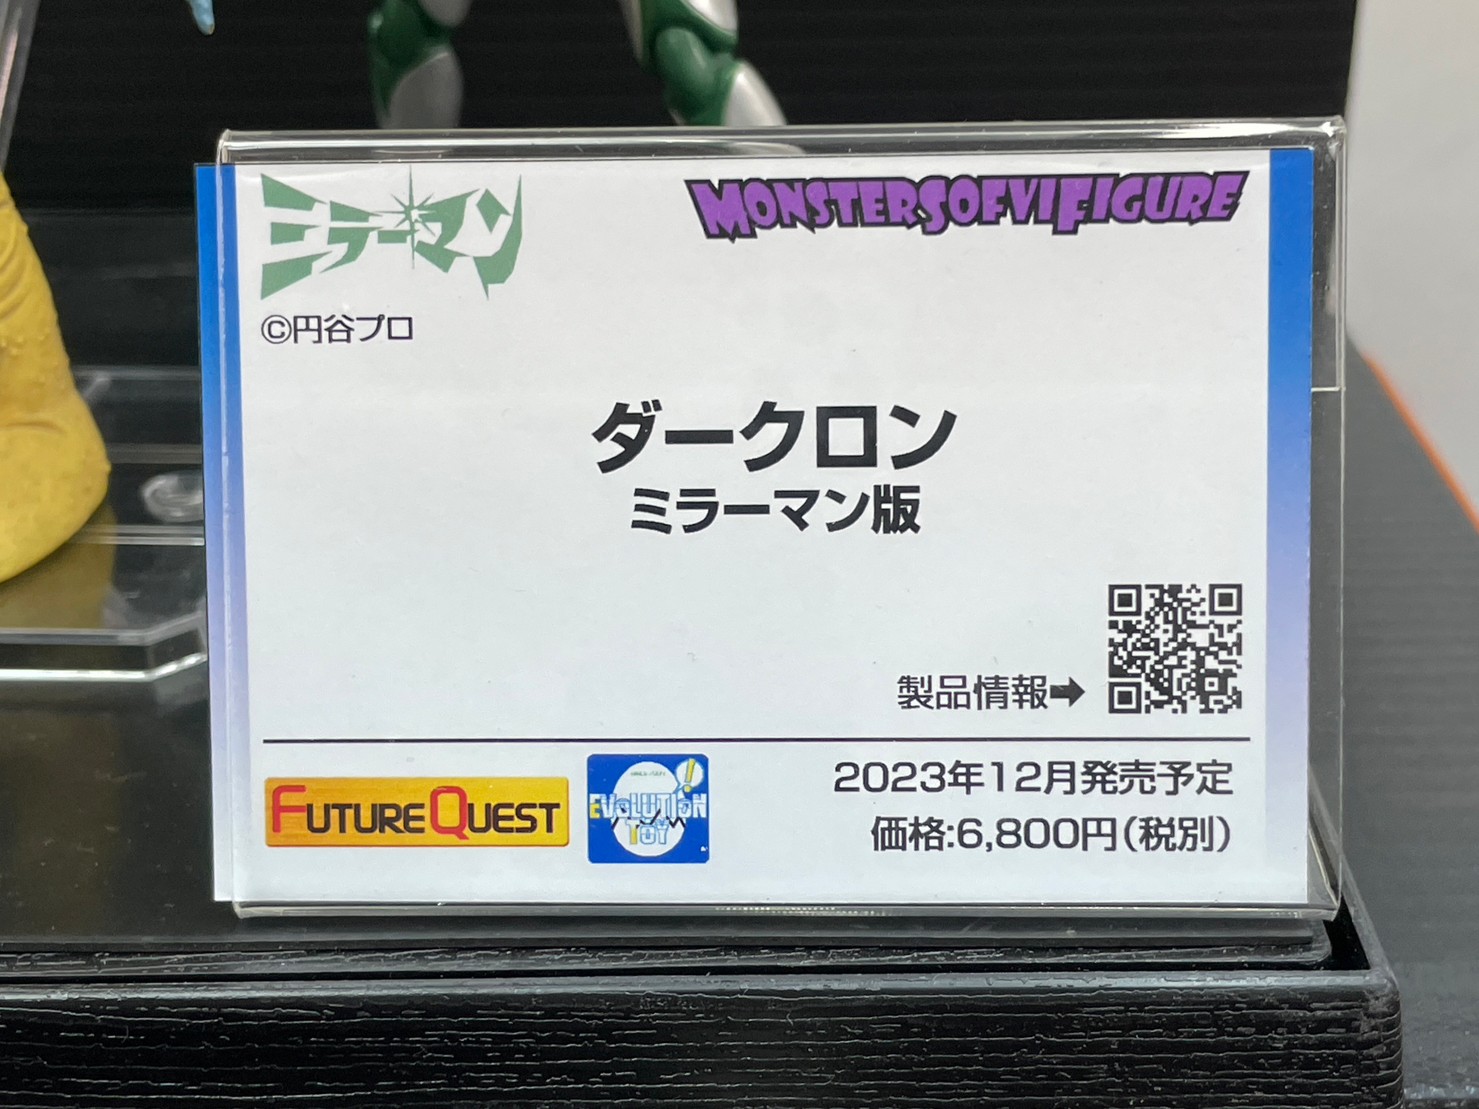 ミラーマン
MONSTERSOFVIFIGURE
©円谷プロ
ダークロン
ミラーマン版
製品情報➡
FUTUREQUEST
EVOLUTION
TOY
2023年12月発売予定
価格:6,800円(税別)